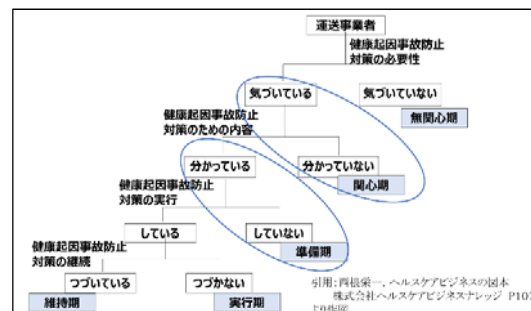 運送事業者
健康起因事故防止
対策の必要性
気づいている
気づいていない
無関心期
健康起因事故防止
対策のための内容
分かっている
分かっていない
関心期
健康起因事故防止
対策の実行
している
していない
準備期
健康起因事故防止
対策の継続
つづいている
つづかない
維持期
実行期
引用:西根栄一, ヘルスケアビジネスの図本
株式会社ヘルスケアビジネスナレッジ P107
より作図